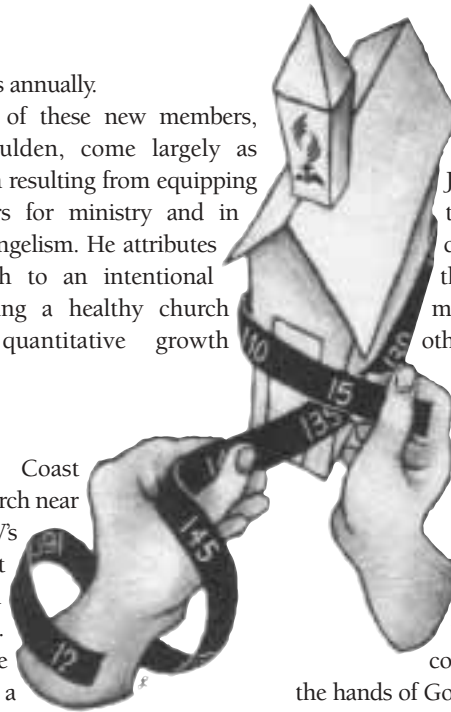 s annually.
of these new members,
ulden, come largely as
n resulting from equipping
rs for ministry and in
ngelism. He attributes
h to an intentional
ing a healthy church
quantitative growth
Coast
rch near
's
t
.
e
a
J
t
c
th
m
oth
co
the hands of Go
110
15
135
145
1?